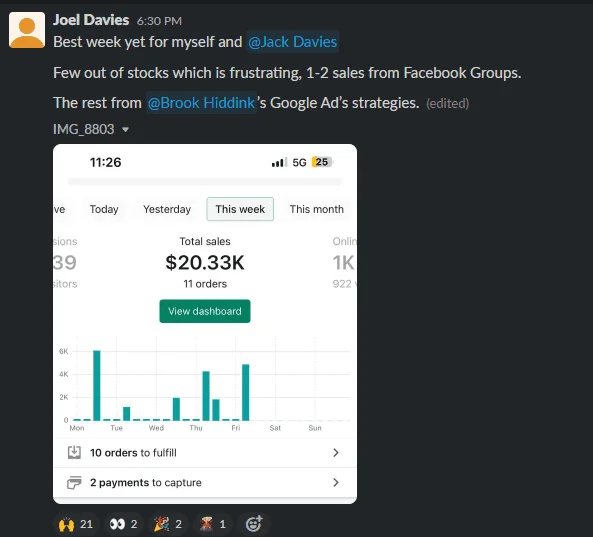 Joel Davies 6:30 PM
Best week yet for myself and @Jack Davies
Few out of stocks which is frustrating, 1-2 sales from Facebook Groups.
The rest from @Brook Hiddink's Google Ad's strategies. (edited)
IMG_8803
11:26 5G 25
ve Today Yesterday This week This month
sions Total sales Onlin
39 $20.33K 1K
sitors 11 orders 922 v
View dashboard
6K
4K
2K
0
Mon Tue Wed Thu Fri Sat Sun
10 orders to fulfill
2 payments to capture
21 2 2 1